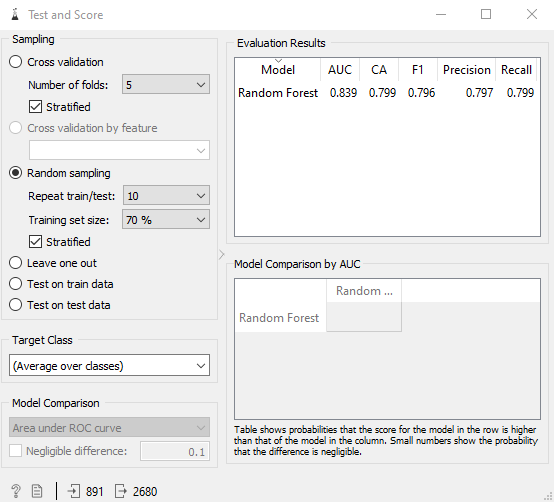 Test and Score
Sampling
Cross validation
Number of folds: 5
Stratified
Cross validation by feature
Random sampling
Repeat train/test: 10
Training set size: 70 %
Stratified
Leave one out
Test on train data
Test on test data
Target Class
(Average over classes)
Model Comparison
Area under ROC curve
Negligible difference: 0.1
891 2680
Evaluation Results
Model AUC CA F1 Precision Recall
Random Forest 0.839 0.799 0.796 0.797 0.799
Model Comparison by AUC
Random ...
Random Forest
Table shows probabilities that the score for the model in the row is higher
than that of the model in the column. Small numbers show the probability
that the difference is negligible.